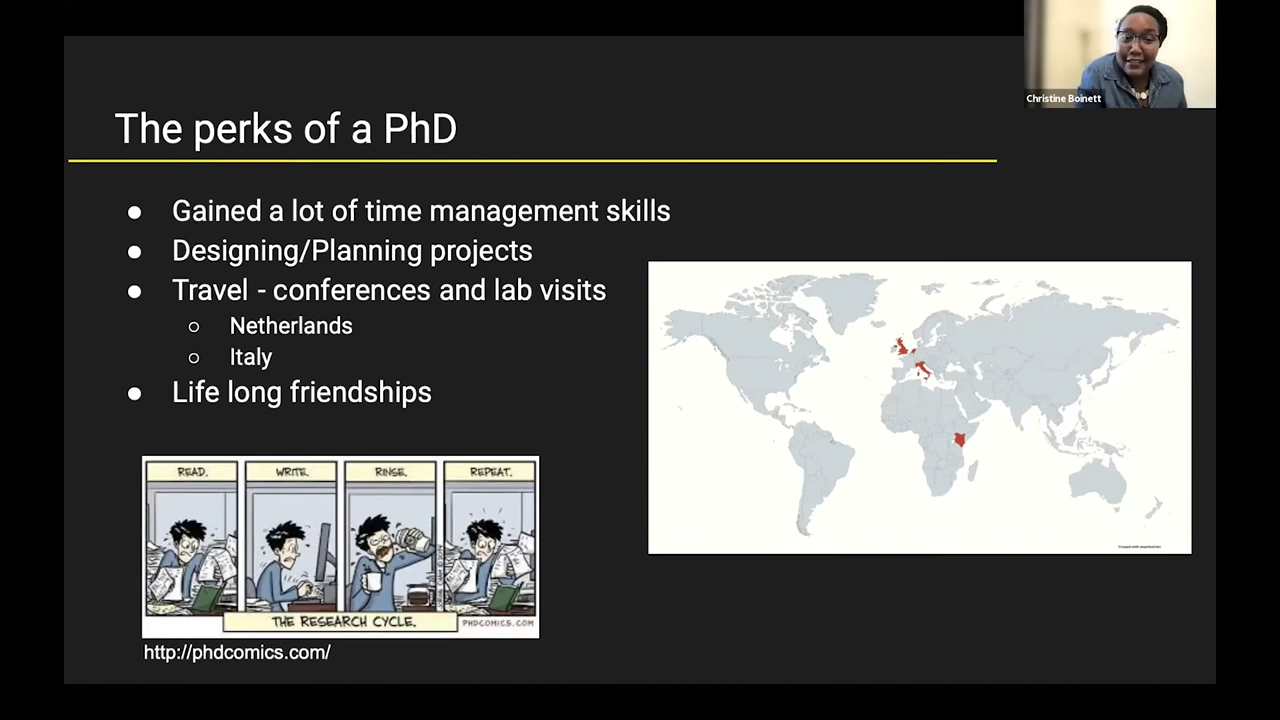 Christine Boinett
The perks of a PhD
● Gained a lot of time management skills
● Designing/Planning projects
● Travel - conferences and lab visits
○ Netherlands
○ Italy
● Life long friendships
READ. WRITE. RINSE. REPEAT.
THE RESEARCH CYCLE.
PHDCOMICS.COM
http://phdcomics.com/